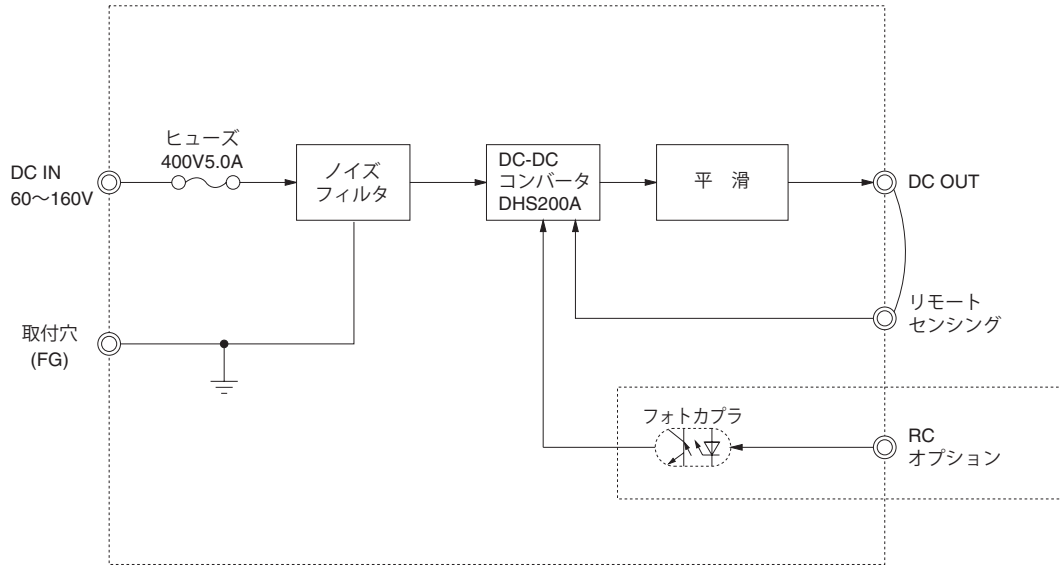 ヒューズ
400V5.0A
DC IN
60～160V
ノイズ
フィルタ
DC-DC
コンバータ
DHS200A
平　滑
DC OUT
リモート
センシング
取付穴
(FG)
フォトカプラ
RC
オプション